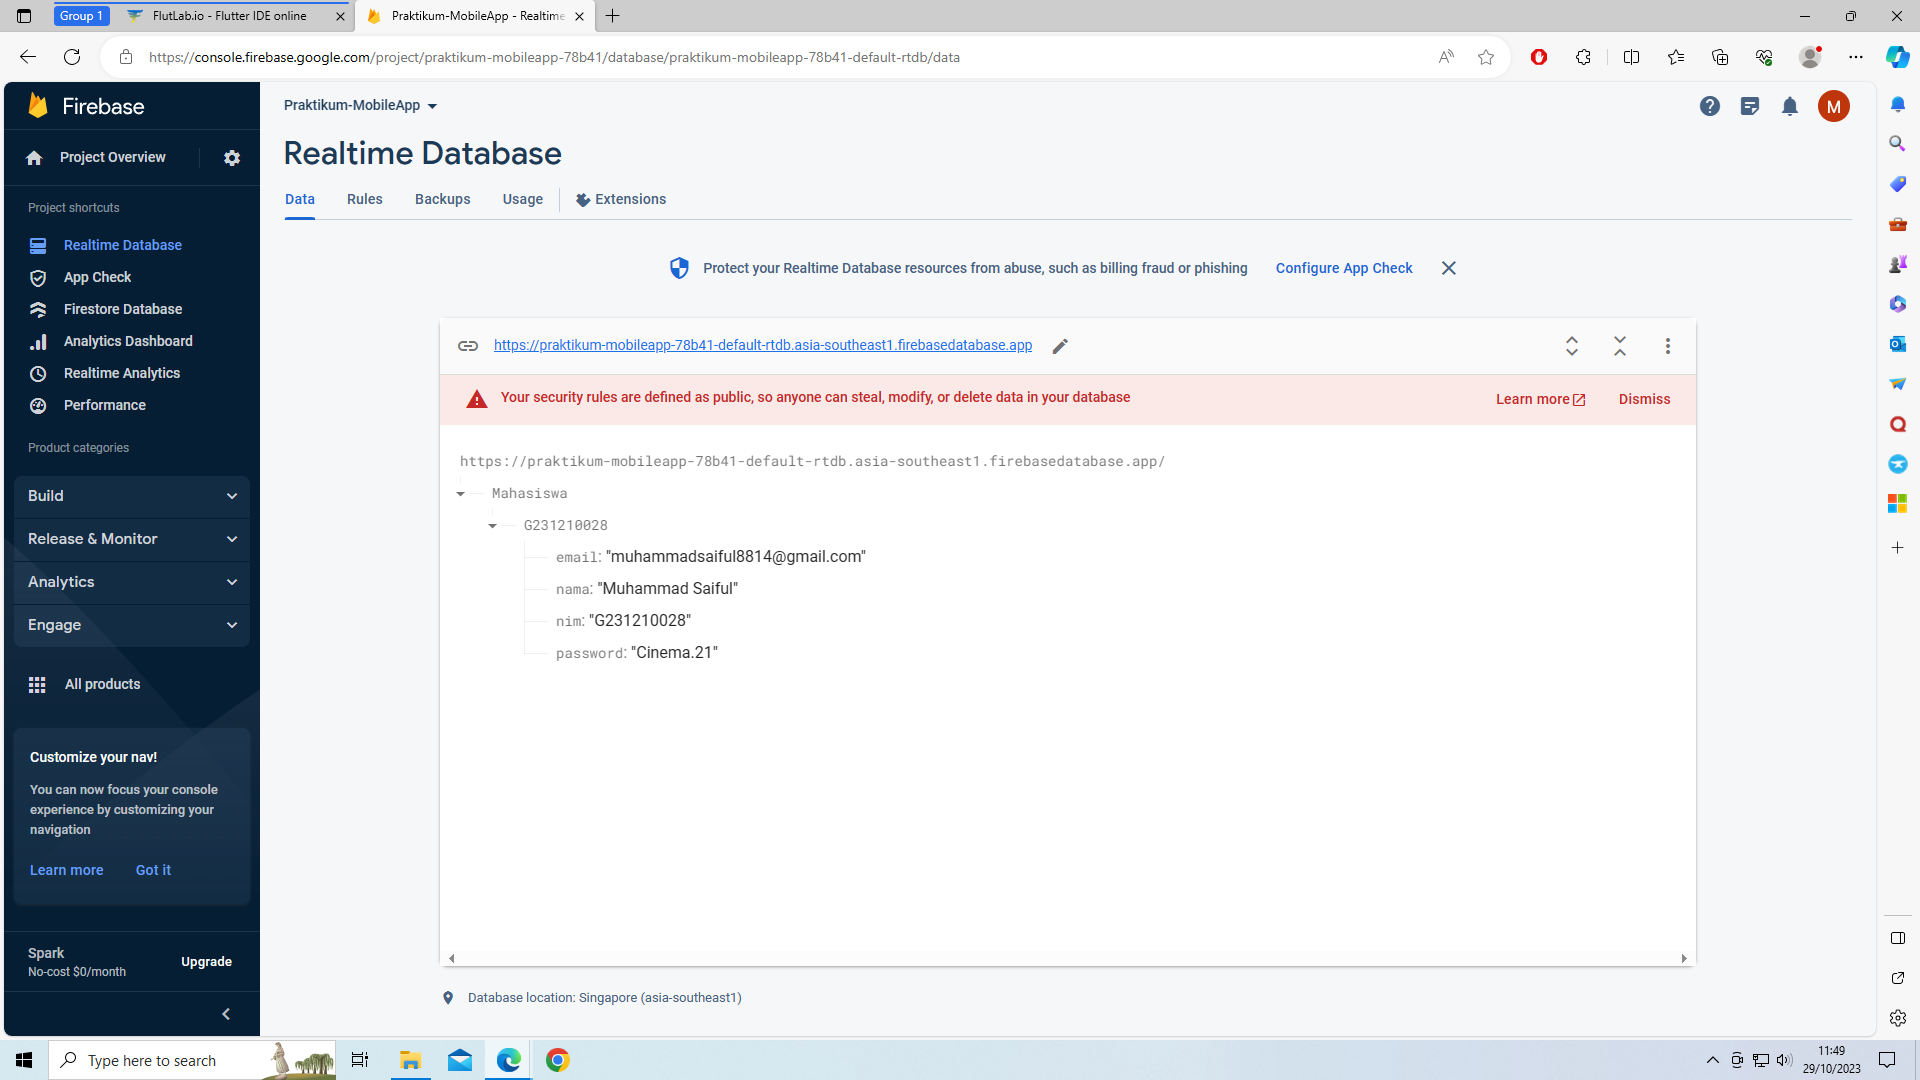 Group 1
FlutLab.io - Flutter IDE online
Praktikum-MobileApp - Realtime
https://console.firebase.google.com/project/praktikum-mobileapp-78b41/database/praktikum-mobileapp-78b41-default-rtdb/data
Firebase
Project Overview
Project shortcuts
Realtime Database
App Check
Firestore Database
Analytics Dashboard
Realtime Analytics
Performance
Product categories
Build
Release & Monitor
Analytics
Engage
All products
Customize your nav!
You can now focus your console
experience by customizing your
navigation
Learn more
Got it
Spark
No-cost $0/month
Upgrade
Praktikum-MobileApp
M
Realtime Database
Data
Rules
Backups
Usage
Extensions
Protect your Realtime Database resources from abuse, such as billing fraud or phishing
Configure App Check
https://praktikum-mobileapp-78b41-default-rtdb.asia-southeast1.firebasedatabase.app
Your security rules are defined as public, so anyone can steal, modify, or delete data in your database
Learn more
Dismiss
https://praktikum-mobileapp-78b41-default-rtdb.asia-southeast1.firebasedatabase.app/
Mahasiswa
G231210028
email: "muhammadsaiful8814@gmail.com"
nama: "Muhammad Saiful"
nim: "G231210028"
password: "Cinema.21"
Database location: Singapore (asia-southeast1)
Type here to search
11:49
29/10/2023